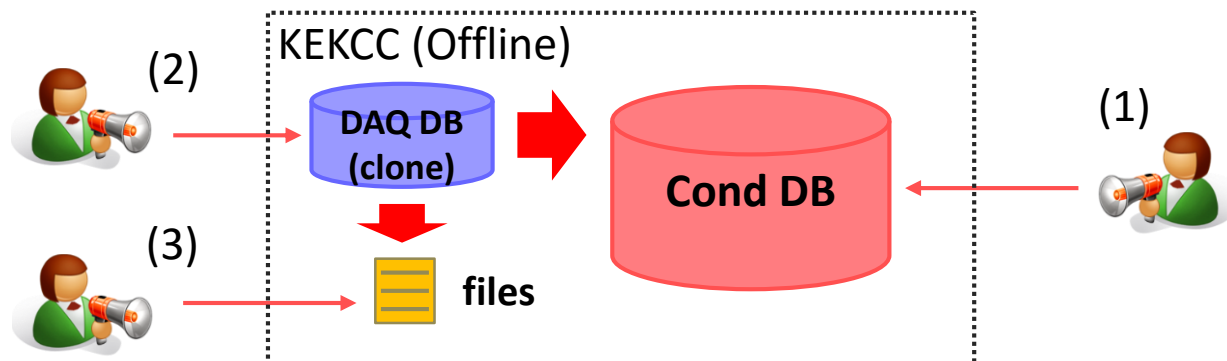 KEKCC (Offline)
(2)
DAQ DB
(clone)
(1)
Cond DB
(3)
files